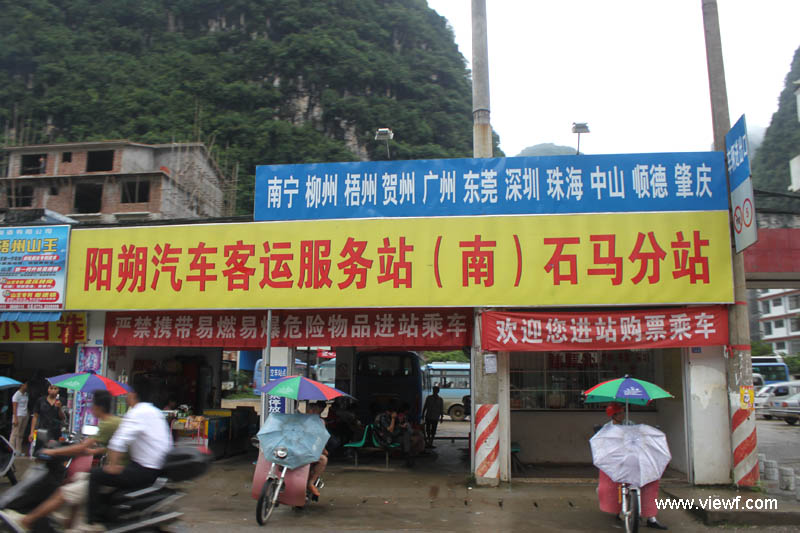 南宁 柳州 梧州 贺州 广州 东莞 深圳 珠海 中山 顺德 肇庆
阳朔汽车客运服务站（南）石马分站
梧州山王
严禁携带易燃易爆危险物品进站乘车
欢迎您进站购票乘车
www.viewf.com